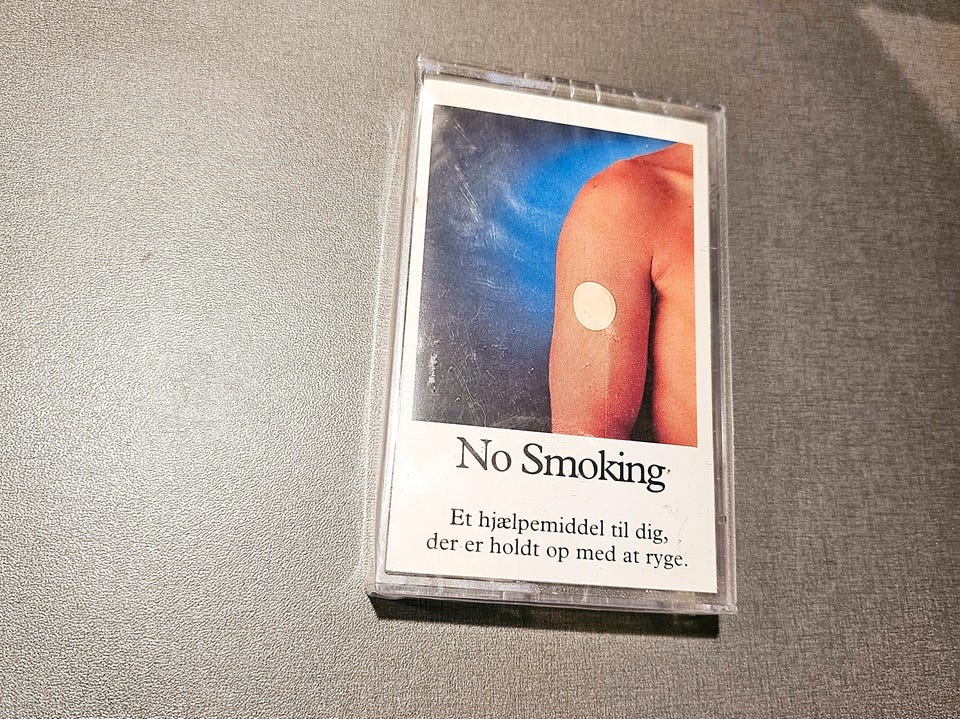 No Smoking
Et hjælpemiddel til dig,
der er holdt op med at ryge.